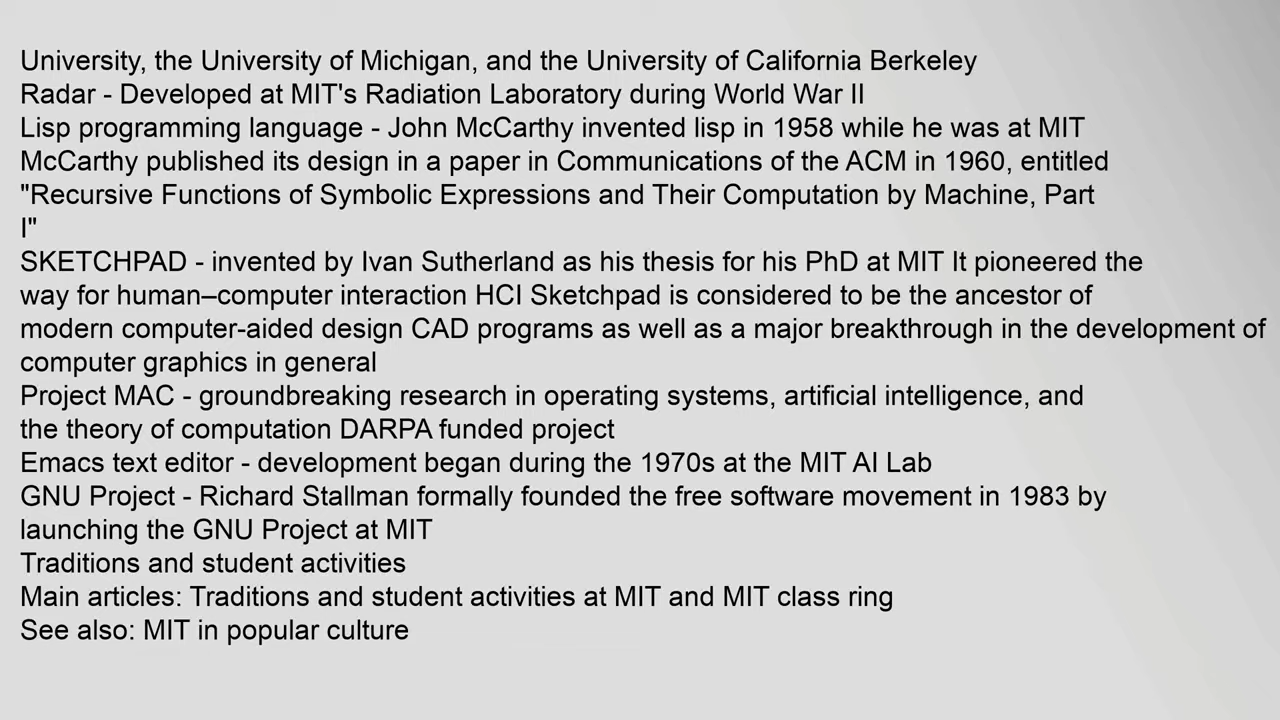 University, the University of Michigan, and the University of California Berkeley
Radar - Developed at MIT's Radiation Laboratory during World War II
Lisp programming language - John McCarthy invented lisp in 1958 while he was at MIT
McCarthy published its design in a paper in Communications of the ACM in 1960, entitled
"Recursive Functions of Symbolic Expressions and Their Computation by Machine, Part
I"
SKETCHPAD - invented by Ivan Sutherland as his thesis for his PhD at MIT It pioneered the
way for human–computer interaction HCI Sketchpad is considered to be the ancestor of
modern computer-aided design CAD programs as well as a major breakthrough in the development of
computer graphics in general
Project MAC - groundbreaking research in operating systems, artificial intelligence, and
the theory of computation DARPA funded project
Emacs text editor - development began during the 1970s at the MIT AI Lab
GNU Project - Richard Stallman formally founded the free software movement in 1983 by
launching the GNU Project at MIT
Traditions and student activities
Main articles: Traditions and student activities at MIT and MIT class ring
See also: MIT in popular culture